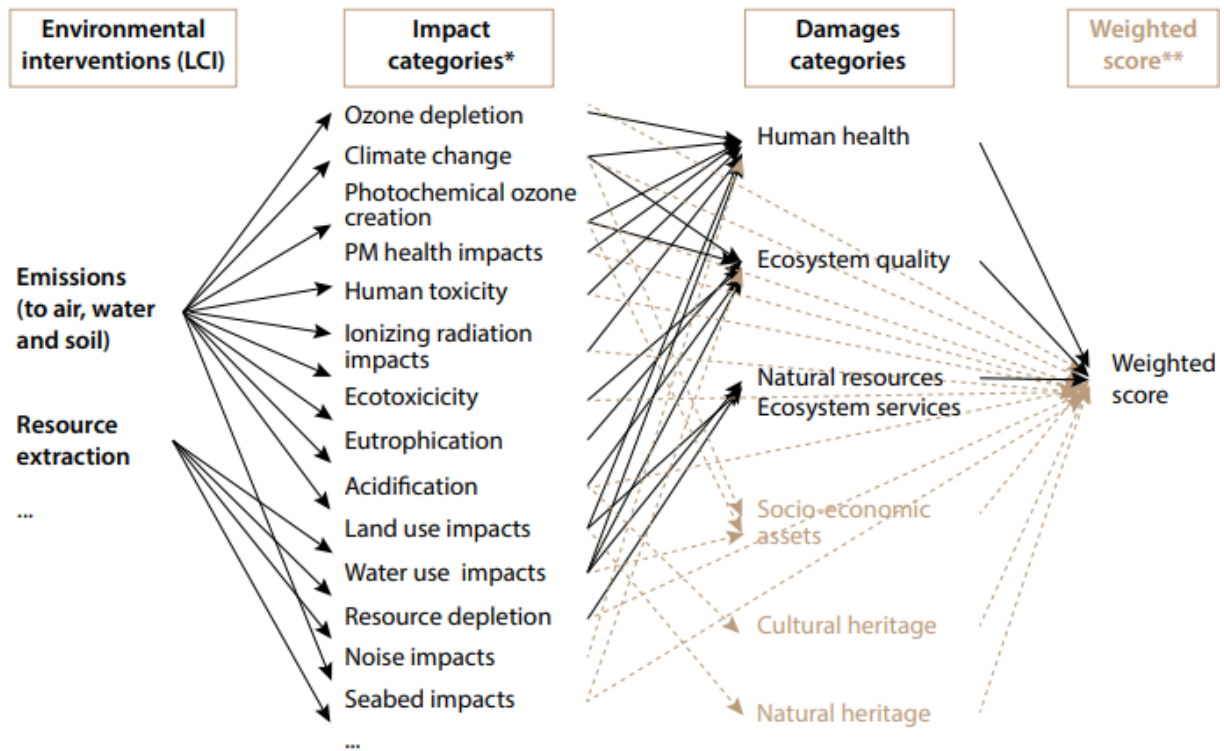 Environmental
interventions (LCI)
Impact
categories*
Damages
categories
Weighted
score**
Emissions
(to air, water
and soil)
Resource
extraction
...
Ozone depletion
Climate change
Photochemical ozone
creation
PM health impacts
Human toxicity
Ionizing radiation
impacts
Ecotoxicicity
Eutrophication
Acidification
Land use impacts
Water use impacts
Resource depletion
Noise impacts
Seabed impacts
...
Human health
Ecosystem quality
Natural resources
Ecosystem services
Socio-economic
assets
Cultural heritage
Natural heritage
Weighted
score